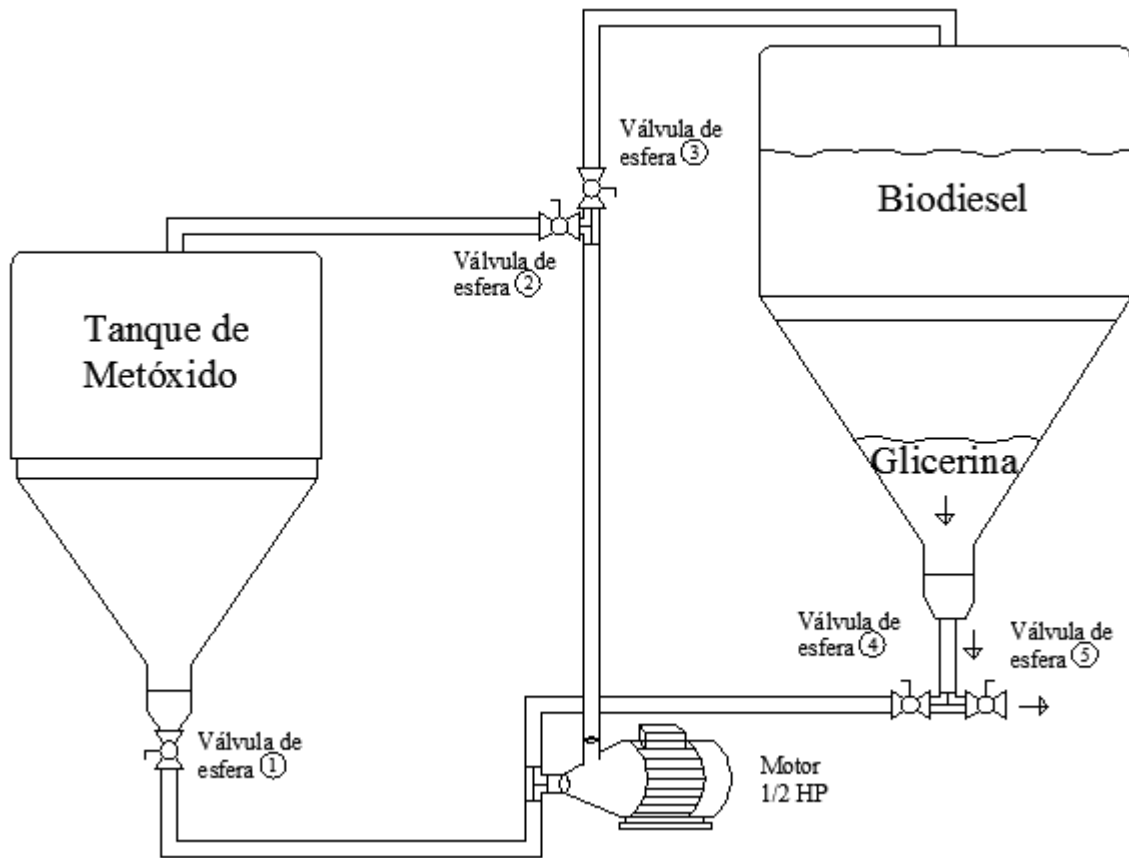 Válvula de
esfera ③
Biodiesel
Válvula de
esfera ②
Tanque de
Metóxido
Glicerina
Válvula de
esfera ④
Válvula de
esfera ⑤
Válvula de
esfera ①
Motor
1/2 HP